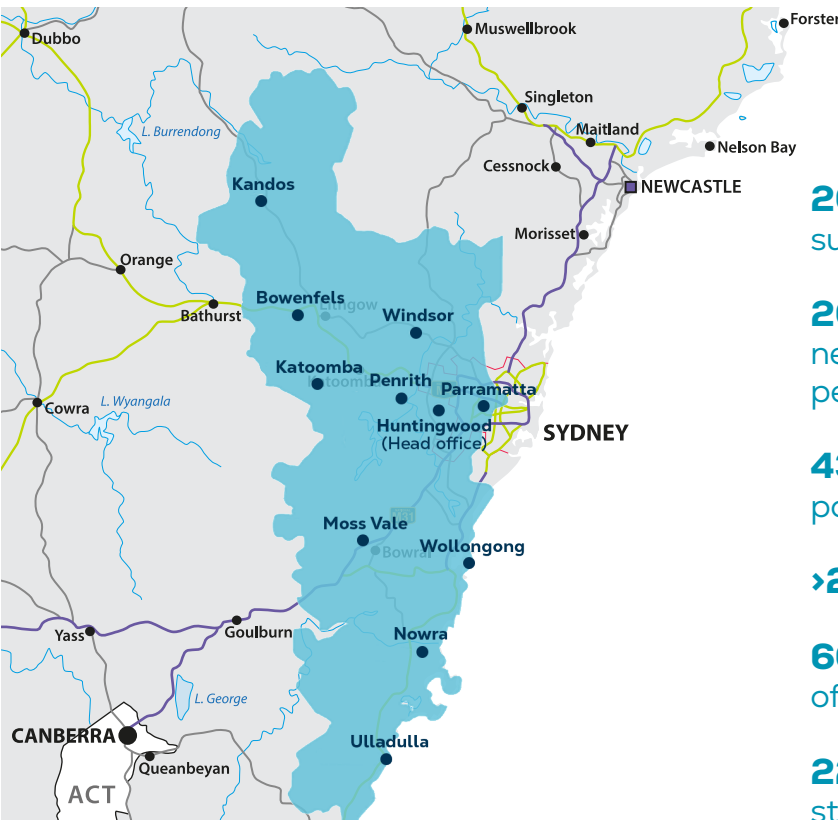 Forster
Dubbo
Muswellbrook
Singleton
L. Burrendong
Maitland
Nelson Bay
Cessnock
Kandos
NEWCASTLE
Morisset
Orange
Bowenfels
Lithgow
Bathurst
Windsor
Katoomba
Katoomba
Penrith
Parramatta
L. Wyangala
Cowra
Huntingwood
(Head office)
SYDNEY
Moss Vale
Bowral
Wollongong
Yass
Goulburn
Nowra
L. George
CANBERRA
Ulladulla
Queanbeyan
ACT